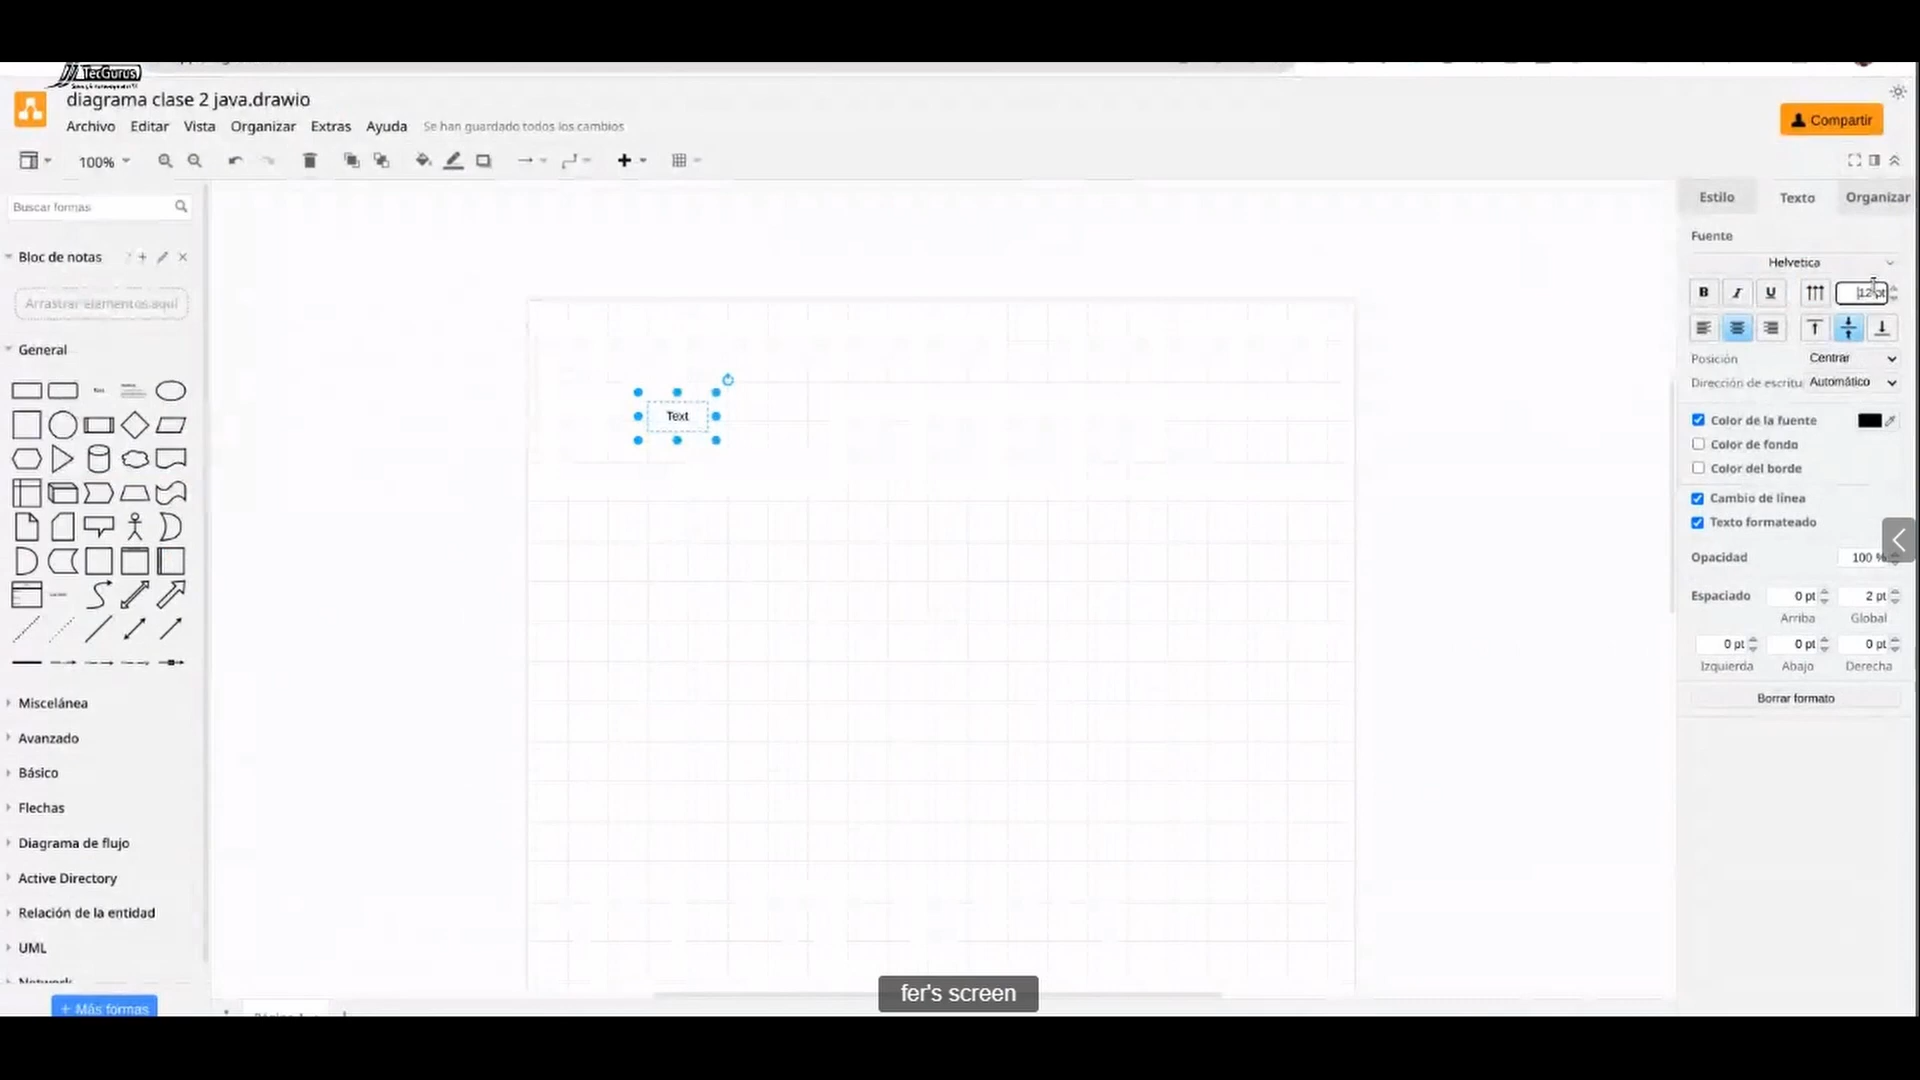 TecGurus
diagrama clase 2 java.drawio
Archivo Editar Vista Organizar Extras Ayuda Se han guardado todos los cambios
Compartir
100%
Buscar formas
Bloc de notas
Arrastrar elementos aquí
General
Text
Miscelánea
Avanzado
Básico
Flechas
Diagrama de flujo
Active Directory
Relación de la entidad
UML
Network
+ Más formas
Text
fer's screen
Estilo Texto Organizar
Fuente
Helvetica
B I U 12 pt
Posición Centrar
Dirección de escritu Automático
Color de la fuente
Color de fondo
Color del borde
Cambio de línea
Texto formateado
Opacidad 100 %
Espaciado 0 pt 2 pt
Arriba Global
0 pt 0 pt 0 pt
Izquierda Abajo Derecha
Borrar formato